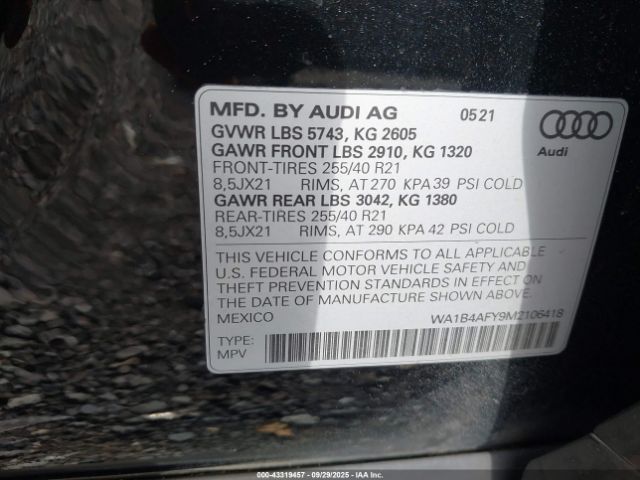 MFD. BY AUDI AG 05 21
GVWR LBS 5743, KG 2605
GAWR FRONT LBS 2910, KG 1320
FRONT-TIRES 255/40 R21
8,5JX21 RIMS, AT 270 KPA 39 PSI COLD
GAWR REAR LBS 3042, KG 1380
REAR-TIRES 255/40 R21
8,5JX21 RIMS, AT 290 KPA 42 PSI COLD
Audi
THIS VEHICLE CONFORMS TO ALL APPLICABLE
U.S. FEDERAL MOTOR VEHICLE SAFETY AND
THEFT PREVENTION STANDARDS IN EFFECT ON
THE DATE OF MANUFACTURE SHOWN ABOVE.
MEXICO WA1B4AFY9M2106418
TYPE:
MPV
000-43319457 - 09/29/2025 - IAA Inc.